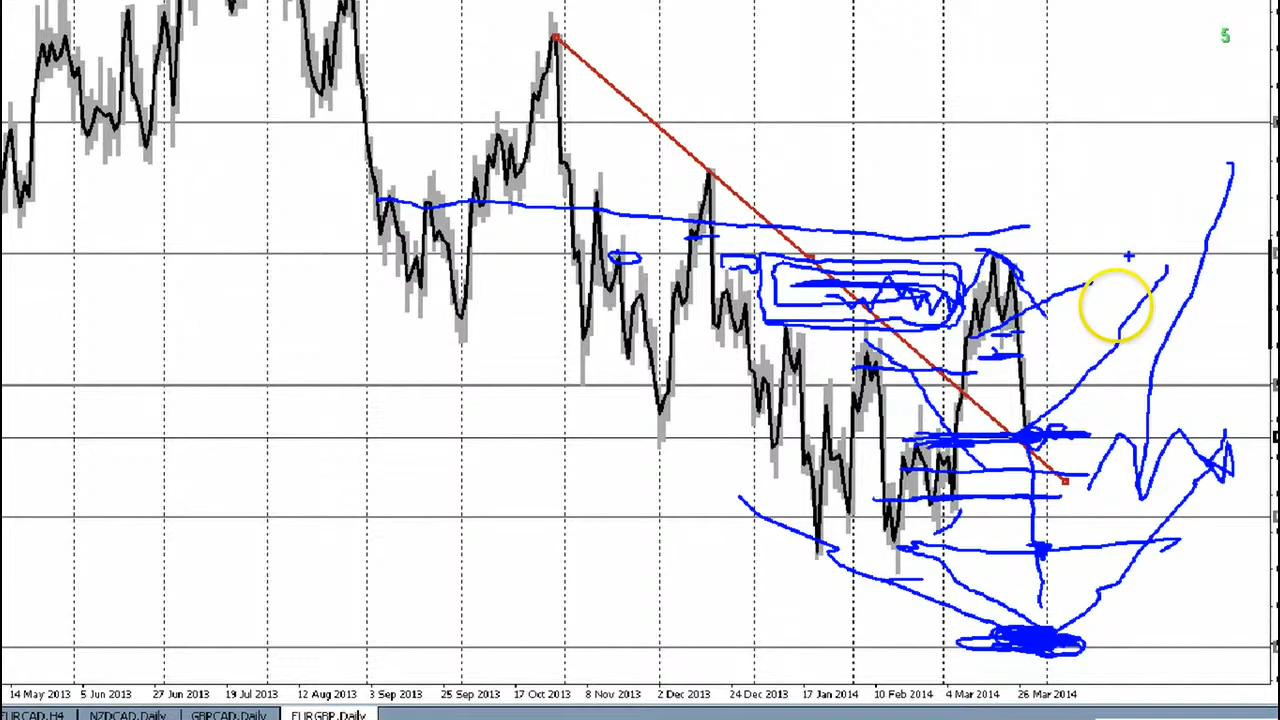 5
14 May 2013 5 Jun 2013 27 Jun 2013 19 Jul 2013 12 Aug 2013 3 Sep 2013 25 Sep 2013 17 Oct 2013 8 Nov 2013 2 Dec 2013 24 Dec 2013 17 Jan 2014 10 Feb 2014 4 Mar 2014 26 Mar 2014
EURCAD,H4 NZDCAD,Daily GBPCAD,Daily EURGBP,Daily